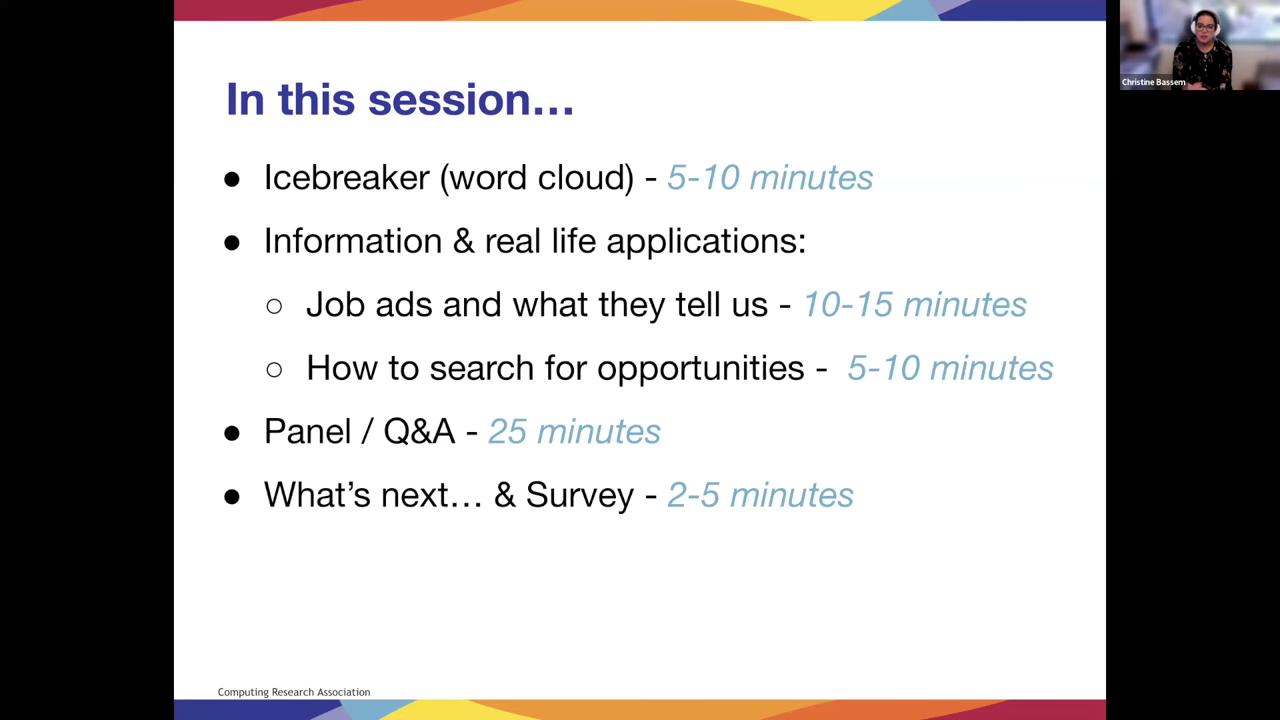 In this session…
● Icebreaker (word cloud) - 5-10 minutes
● Information & real life applications:
○ Job ads and what they tell us - 10-15 minutes
○ How to search for opportunities - 5-10 minutes
● Panel / Q&A - 25 minutes
● What’s next… & Survey - 2-5 minutes
Computing Research Association
Christine Bassem